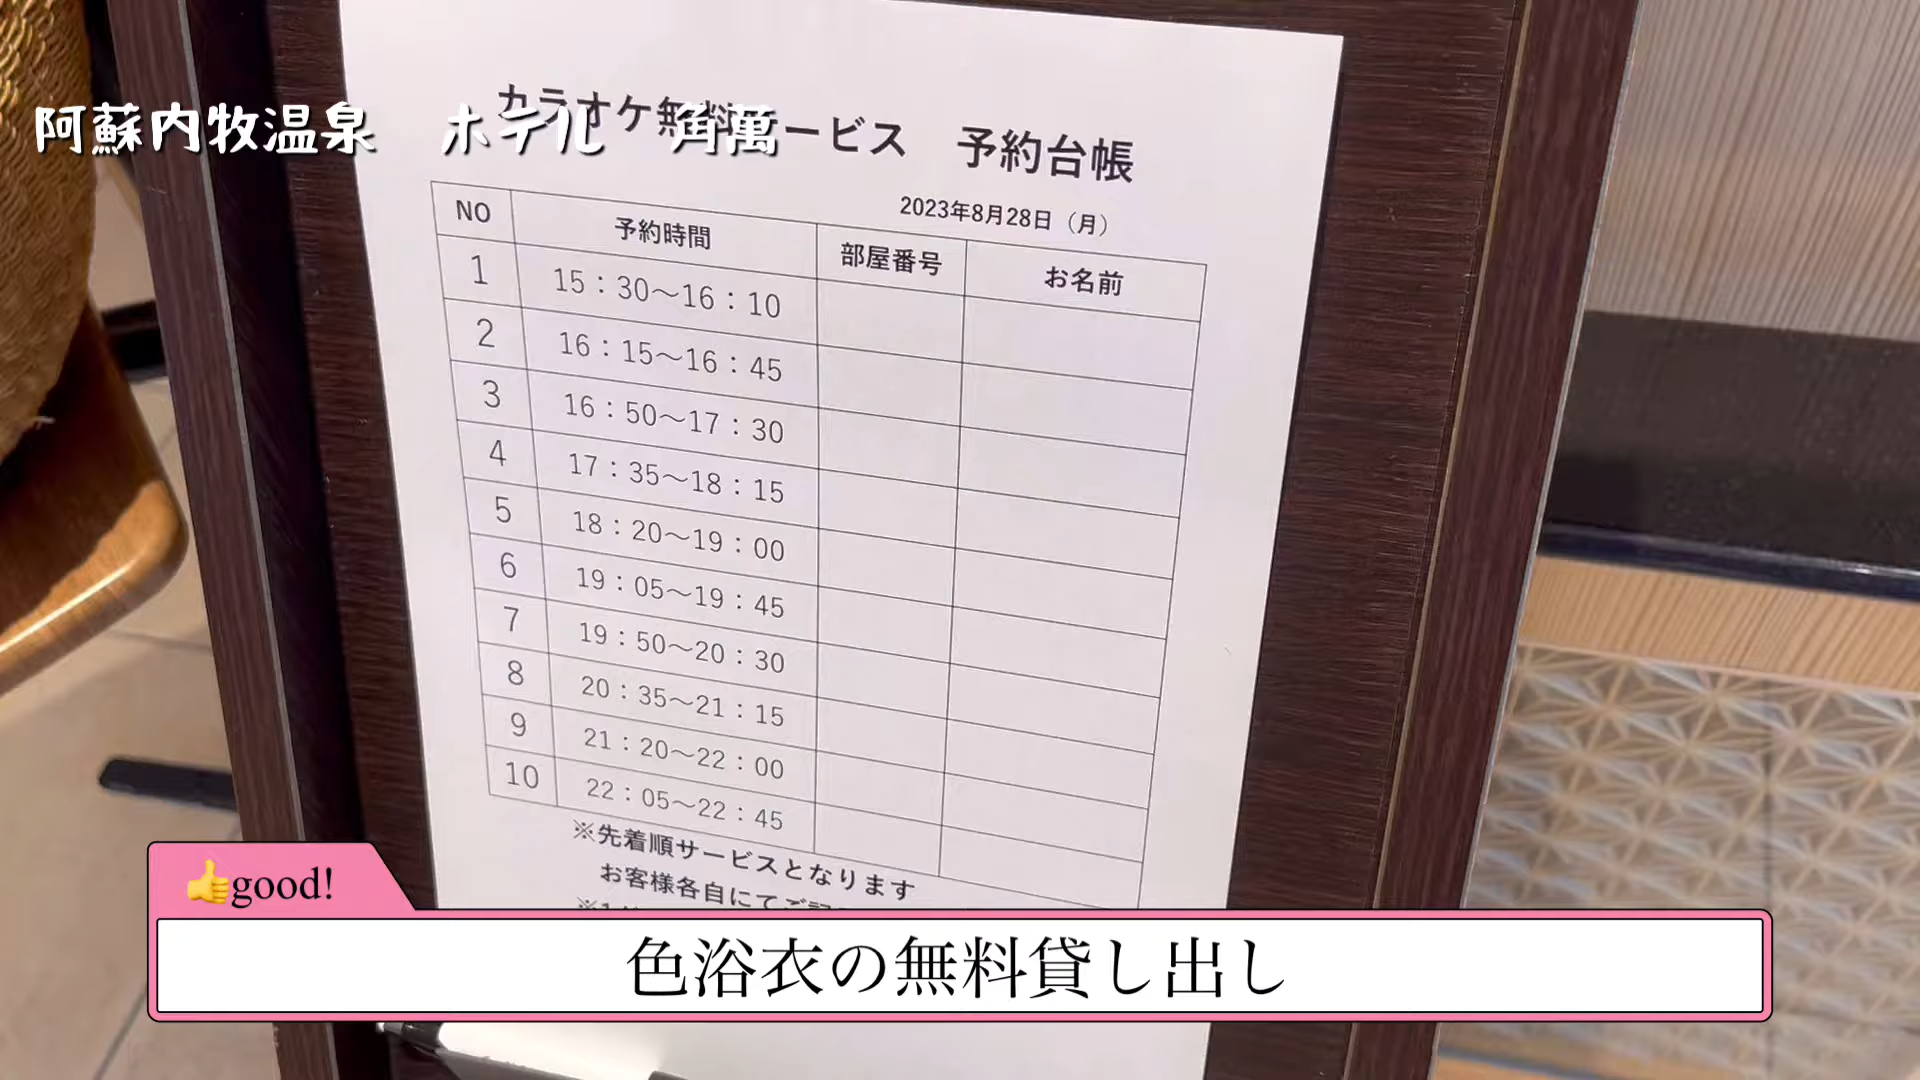 阿蘇内牧温泉　ホテル　角萬
カラオケ無料サービス　予約台帳
2023年8月28日（月）
NO 予約時間 部屋番号 お名前
1 15：30～16：10
2 16：15～16：45
3 16：50～17：30
4 17：35～18：15
5 18：20～19：00
6 19：05～19：45
7 19：50～20：30
8 20：35～21：15
9 21：20～22：00
10 22：05～22：45
※先着順サービスとなります
お客様各自にてご
👍good!
色浴衣の無料貸し出し